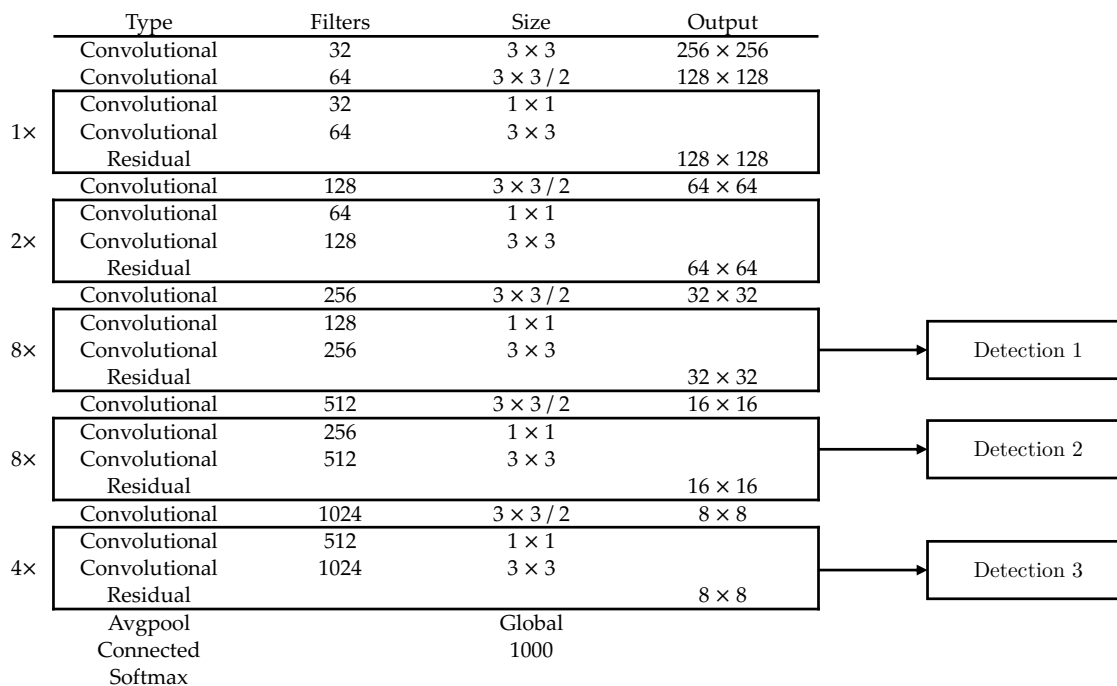 Type Filters Size Output
Convolutional 32 3 × 3 256 × 256
Convolutional 64 3 × 3 / 2 128 × 128
Convolutional 32 1 × 1
1× Convolutional 64 3 × 3
Residual 128 × 128
Convolutional 128 3 × 3 / 2 64 × 64
Convolutional 64 1 × 1
2× Convolutional 128 3 × 3
Residual 64 × 64
Convolutional 256 3 × 3 / 2 32 × 32
Convolutional 128 1 × 1
8× Convolutional 256 3 × 3 Detection 1
Residual 32 × 32
Convolutional 512 3 × 3 / 2 16 × 16
Convolutional 256 1 × 1
8× Convolutional 512 3 × 3 Detection 2
Residual 16 × 16
Convolutional 1024 3 × 3 / 2 8 × 8
Convolutional 512 1 × 1
4× Convolutional 1024 3 × 3 Detection 3
Residual 8 × 8
Avgpool Global
Connected 1000
Softmax